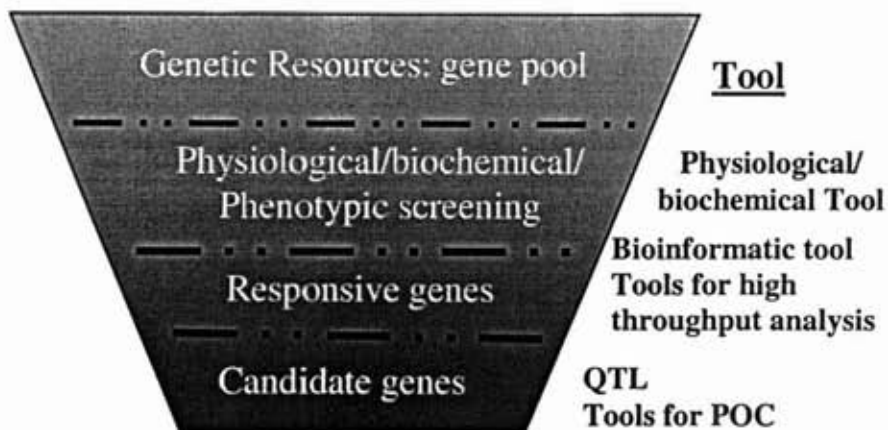 Genetic Resources: gene pool
Tool
Physiological/biochemical/
Phenotypic screening
Physiological/
biochemical Tool
Responsive genes
Bioinformatic tool
Tools for high
throughput analysis
Candidate genes
QTL
Tools for POC